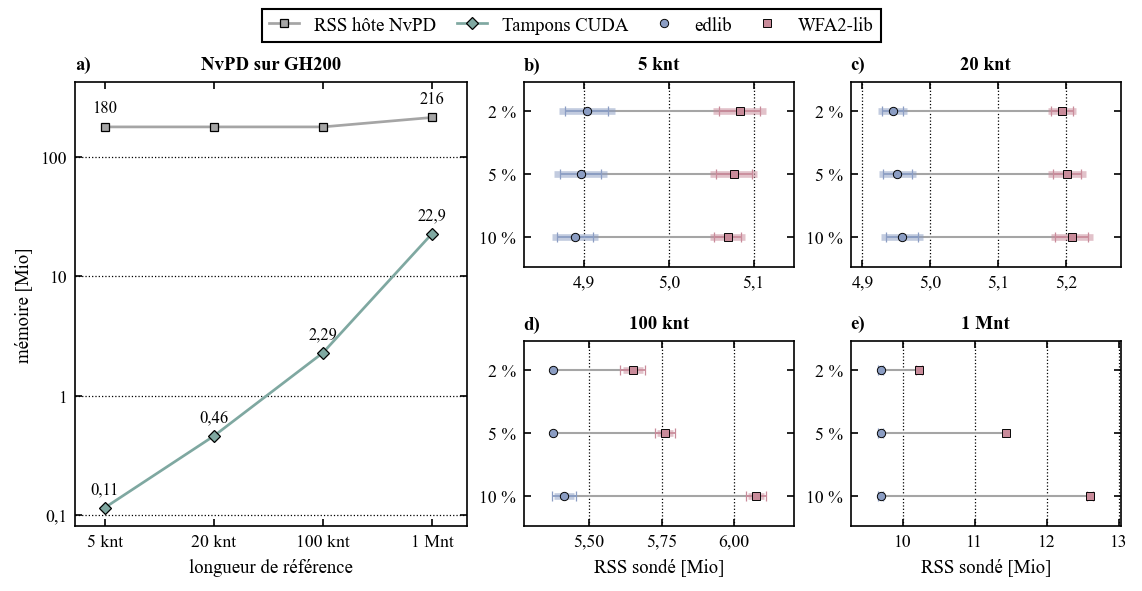 RSS hôte NvPD Tampons CUDA edlib WFA2-lib
a) NvPD sur GH200
mémoire [Mio]
180
216
100
22,9
10
2,29
1
0,46
0,11
0,1
5 knt 20 knt 100 knt 1 Mnt
longueur de référence
b) 5 knt
2 %
5 %
10 %
4,9 5,0 5,1
c) 20 knt
2 %
5 %
10 %
4,9 5,0 5,1 5,2
d) 100 knt
2 %
5 %
10 %
5,50 5,75 6,00
RSS sondé [Mio]
e) 1 Mnt
2 %
5 %
10 %
10 11 12 13
RSS sondé [Mio]